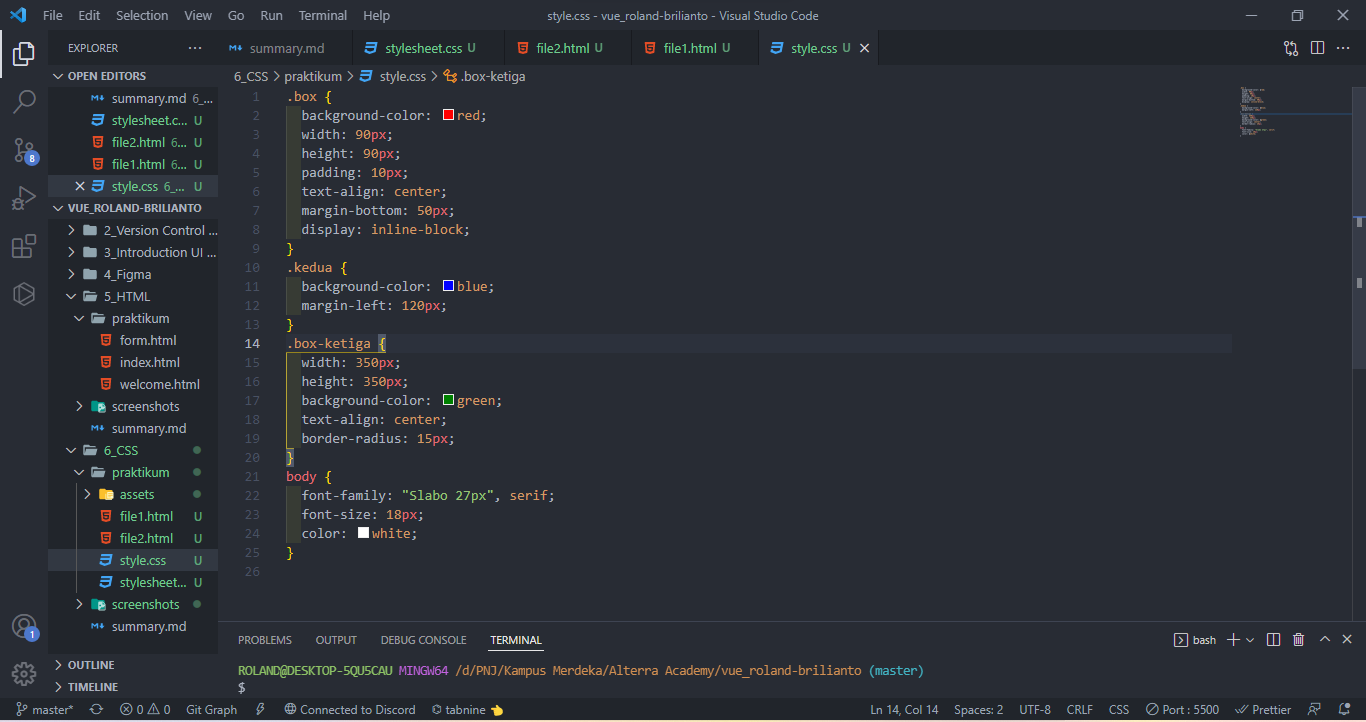 File Edit Selection View Go Run Terminal Help
style.css - vue_roland-brilianto - Visual Studio Code
EXPLORER
summary.md
stylesheet.css U
file2.html U
file1.html U
style.css U
OPEN EDITORS
summary.md 6_...
stylesheet.c... U
file2.html 6... U
file1.html 6... U
style.css 6_... U
VUE_ROLAND-BRILIANTO
2_Version Control ...
3_Introduction UI ...
4_Figma
5_HTML
praktikum
form.html
index.html
welcome.html
screenshots
summary.md
6_CSS
praktikum
assets
file1.html U
file2.html U
style.css U
stylesheet... U
screenshots
summary.md
OUTLINE
TIMELINE
8
1
6_CSS > praktikum > style.css > .box-ketiga
1 .box {
2 background-color: red;
3 width: 90px;
4 height: 90px;
5 padding: 10px;
6 text-align: center;
7 margin-bottom: 50px;
8 display: inline-block;
9 }
10 .kedua {
11 background-color: blue;
12 margin-left: 120px;
13 }
14 .box-ketiga {
15 width: 350px;
16 height: 350px;
17 background-color: green;
18 text-align: center;
19 border-radius: 15px;
20 }
21 body {
22 font-family: "Slabo 27px", serif;
23 font-size: 18px;
24 color: white;
25 }
26
PROBLEMS OUTPUT DEBUG CONSOLE TERMINAL
bash
ROLAND@DESKTOP-5QU5CAU MINGW64 /d/PNJ/Kampus Merdeka/Alterra Academy/vue_roland-brilianto (master)
$
master* 0 0 Git Graph Connected to Discord tabnine Ln 14, Col 14 Spaces: 2 UTF-8 CRLF CSS Port : 5500 Prettier